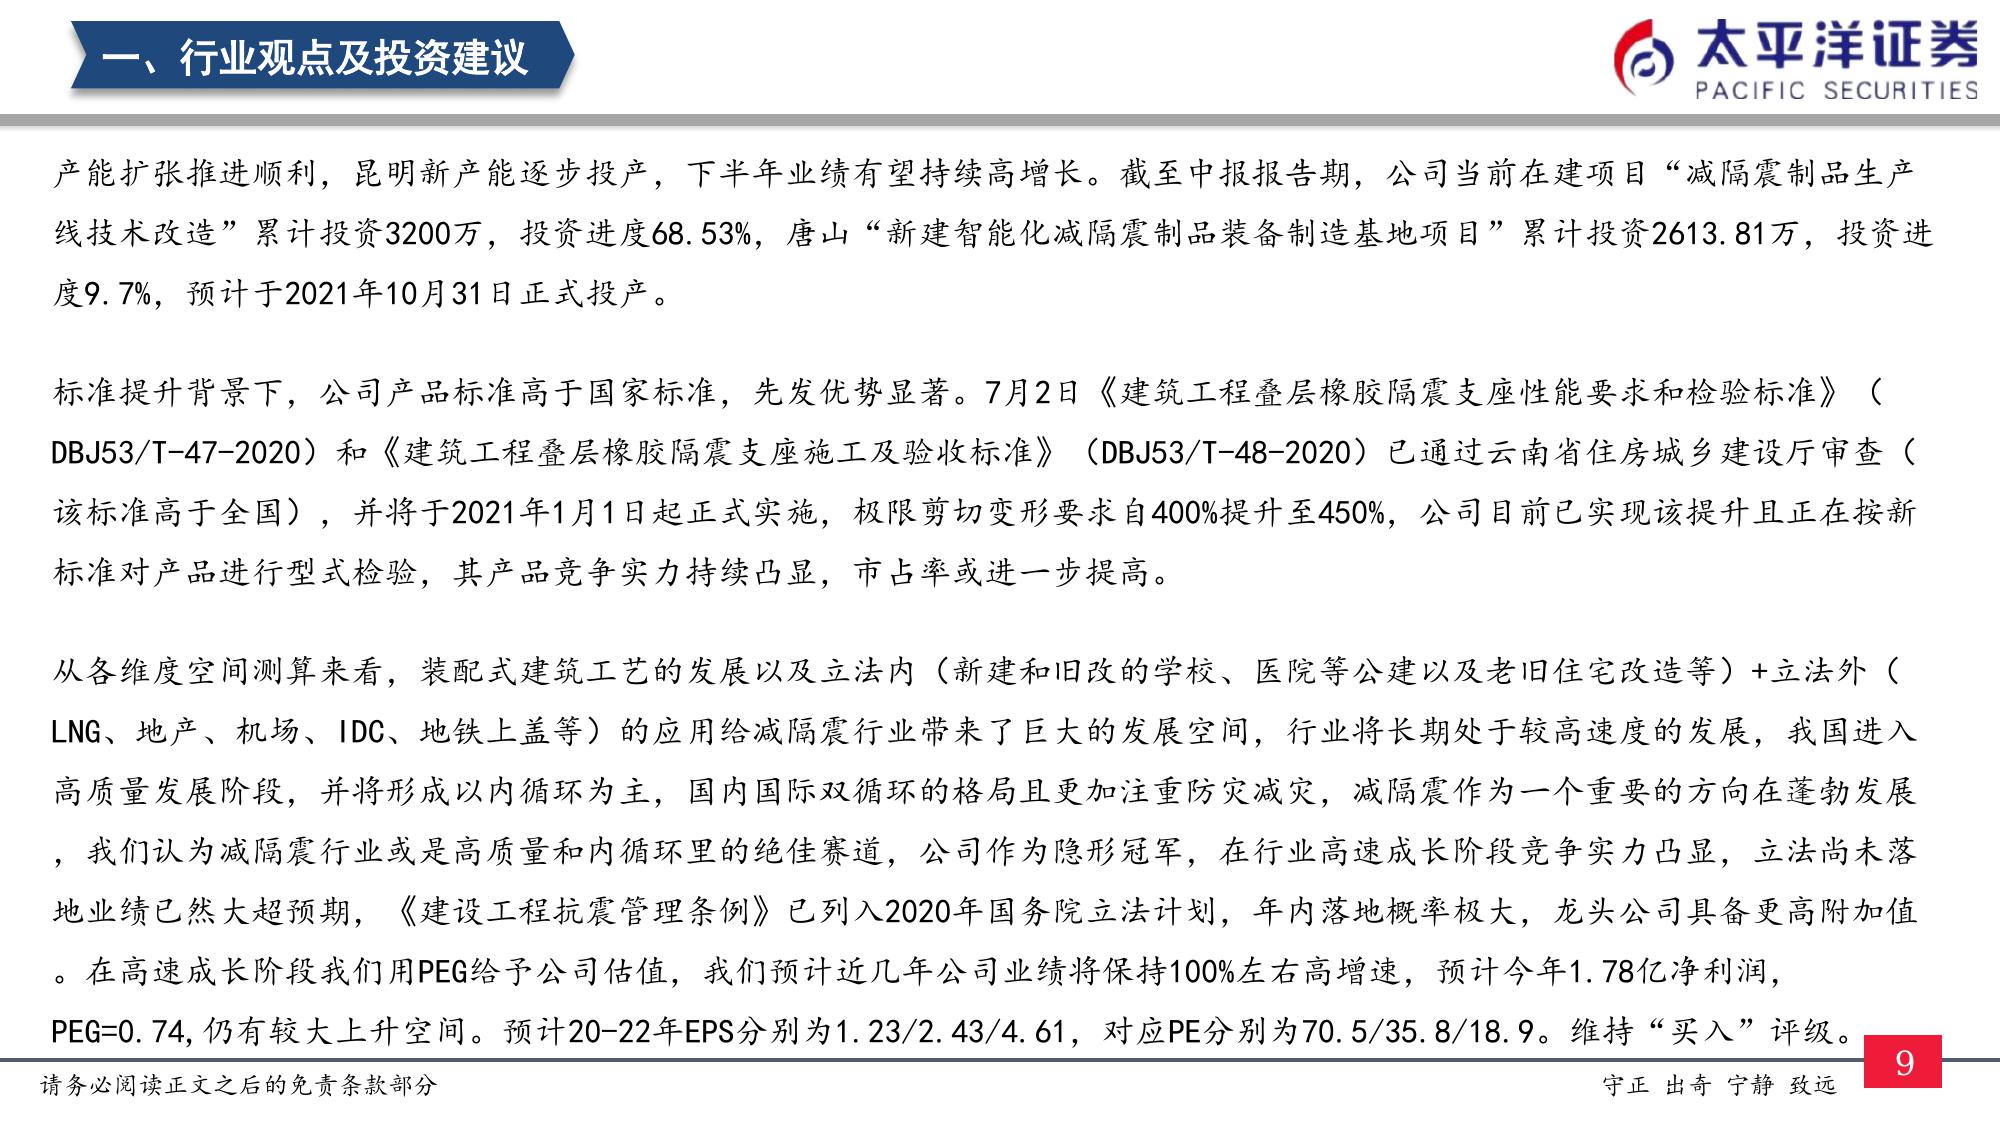 一、行业观点及投资建议
太平洋证券
PACIFIC SECURITIES
产能扩张推进顺利，昆明新产能逐步投产，下半年业绩有望持续高增长。截至中报报告期，公司当前在建项目“减隔震制品生产
线技术改造”累计投资3200万，投资进度68.53%，唐山“新建智能化减隔震制品装备制造基地项目”累计投资2613.81万，投资进
度9.7%，预计于2021年10月31日正式投产。
标准提升背景下，公司产品标准高于国家标准，先发优势显著。7月2日《建筑工程叠层橡胶隔震支座性能要求和检验标准》（
DBJ53/T-47-2020）和《建筑工程叠层橡胶隔震支座施工及验收标准》（DBJ53/T-48-2020）已通过云南省住房城乡建设厅审查（
该标准高于全国），并将于2021年1月1日起正式实施，极限剪切变形要求自400%提升至450%，公司目前已实现该提升且正在按新
标准对产品进行型式检验，其产品竞争实力持续凸显，市占率或进一步提高。
从各维度空间测算来看，装配式建筑工艺的发展以及立法内（新建和旧改的学校、医院等公建以及老旧住宅改造等）+立法外（
LNG、地产、机场、IDC、地铁上盖等）的应用给减隔震行业带来了巨大的发展空间，行业将长期处于较高速度的发展，我国进入
高质量发展阶段，并将形成以内循环为主，国内国际双循环的格局且更加注重防灾减灾，减隔震作为一个重要的方向在蓬勃发展
，我们认为减隔震行业或是高质量和内循环里的绝佳赛道，公司作为隐形冠军，在行业高速成长阶段竞争实力凸显，立法尚未落
地业绩已然大超预期，《建设工程抗震管理条例》已列入2020年国务院立法计划，年内落地概率极大，龙头公司具备更高附加值
。在高速成长阶段我们用PEG给予公司估值，我们预计近几年公司业绩将保持100%左右高增速，预计今年1.78亿净利润，
PEG=0.74,仍有较大上升空间。预计20-22年EPS分别为1.23/2.43/4.61，对应PE分别为70.5/35.8/18.9。维持“买入”评级。
请务必阅读正文之后的免责条款部分
守正 出奇 宁静 致远
9